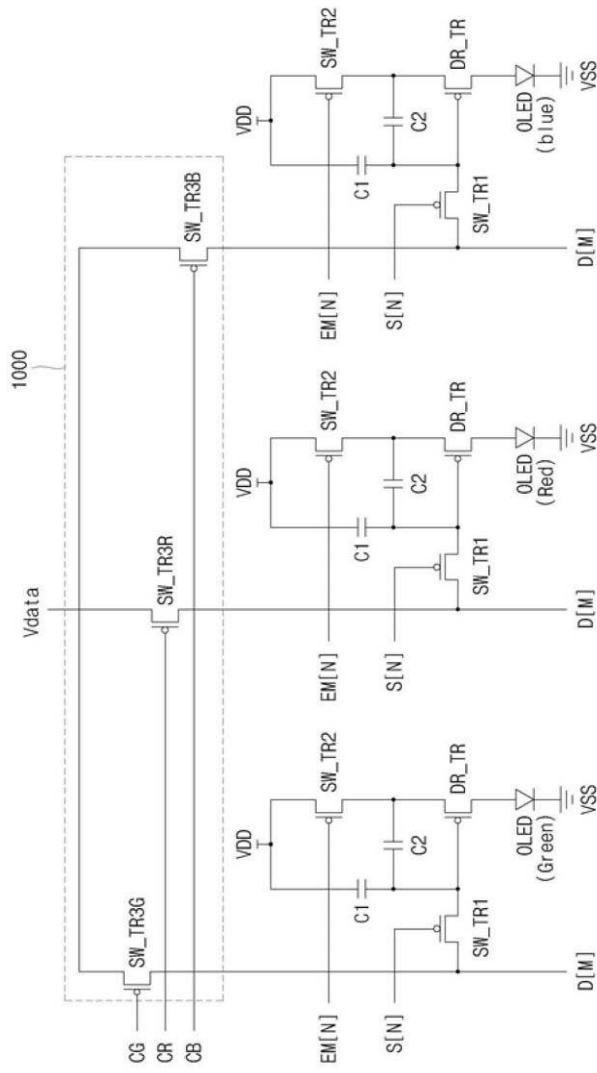 1000
Vdata
CG
SW_TR3G
CR
SW_TR3R
CB
SW_TR3B
VDD
EM[N]
SW_TR2
C1
C2
S[N]
SW_TR1
DR_TR
OLED
(Green)
D[M]
VSS
VDD
EM[N]
SW_TR2
C1
C2
S[N]
SW_TR1
DR_TR
OLED
(Red)
D[M]
VSS
VDD
EM[N]
SW_TR2
C1
C2
S[N]
SW_TR1
DR_TR
OLED
(blue)
D[M]
VSS